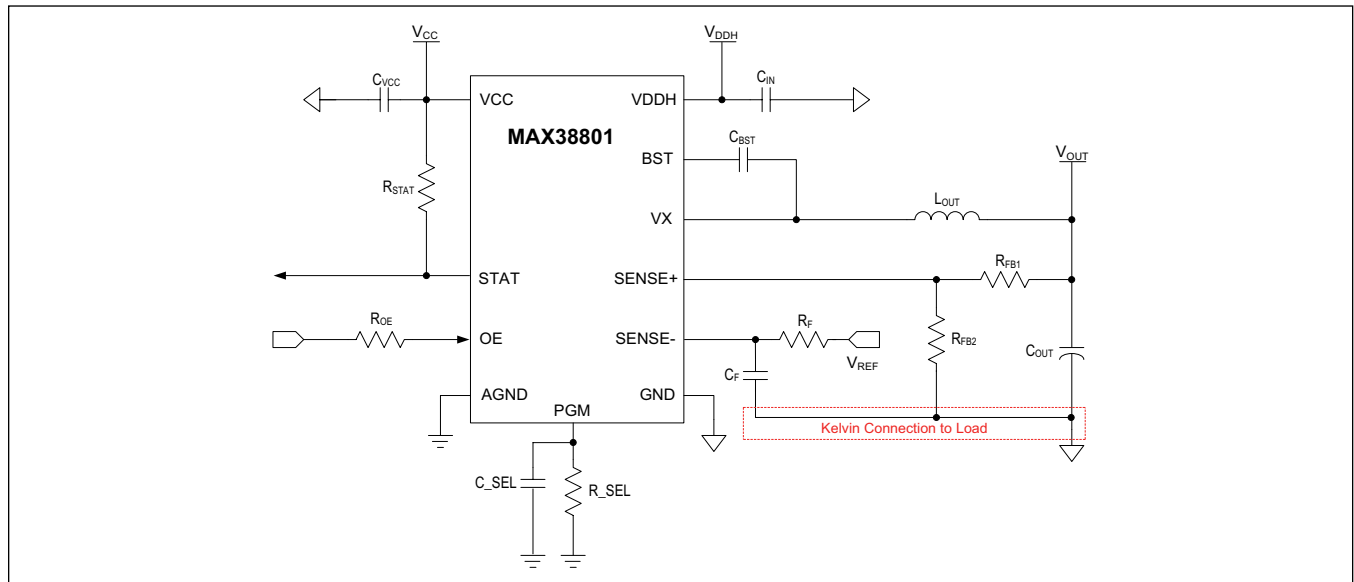 VCC
VDDH
CVCC
CIN
VCC
VDDH
MAX38801
CBST
BST
VOUT
RSTAT
LOUT
VX
RFB1
STAT
SENSE+
ROE
RF
OE
SENSE-
RFB2
COUT
VREF
CF
AGND
GND
PGM
Kelvin Connection to Load
C_SEL
R_SEL